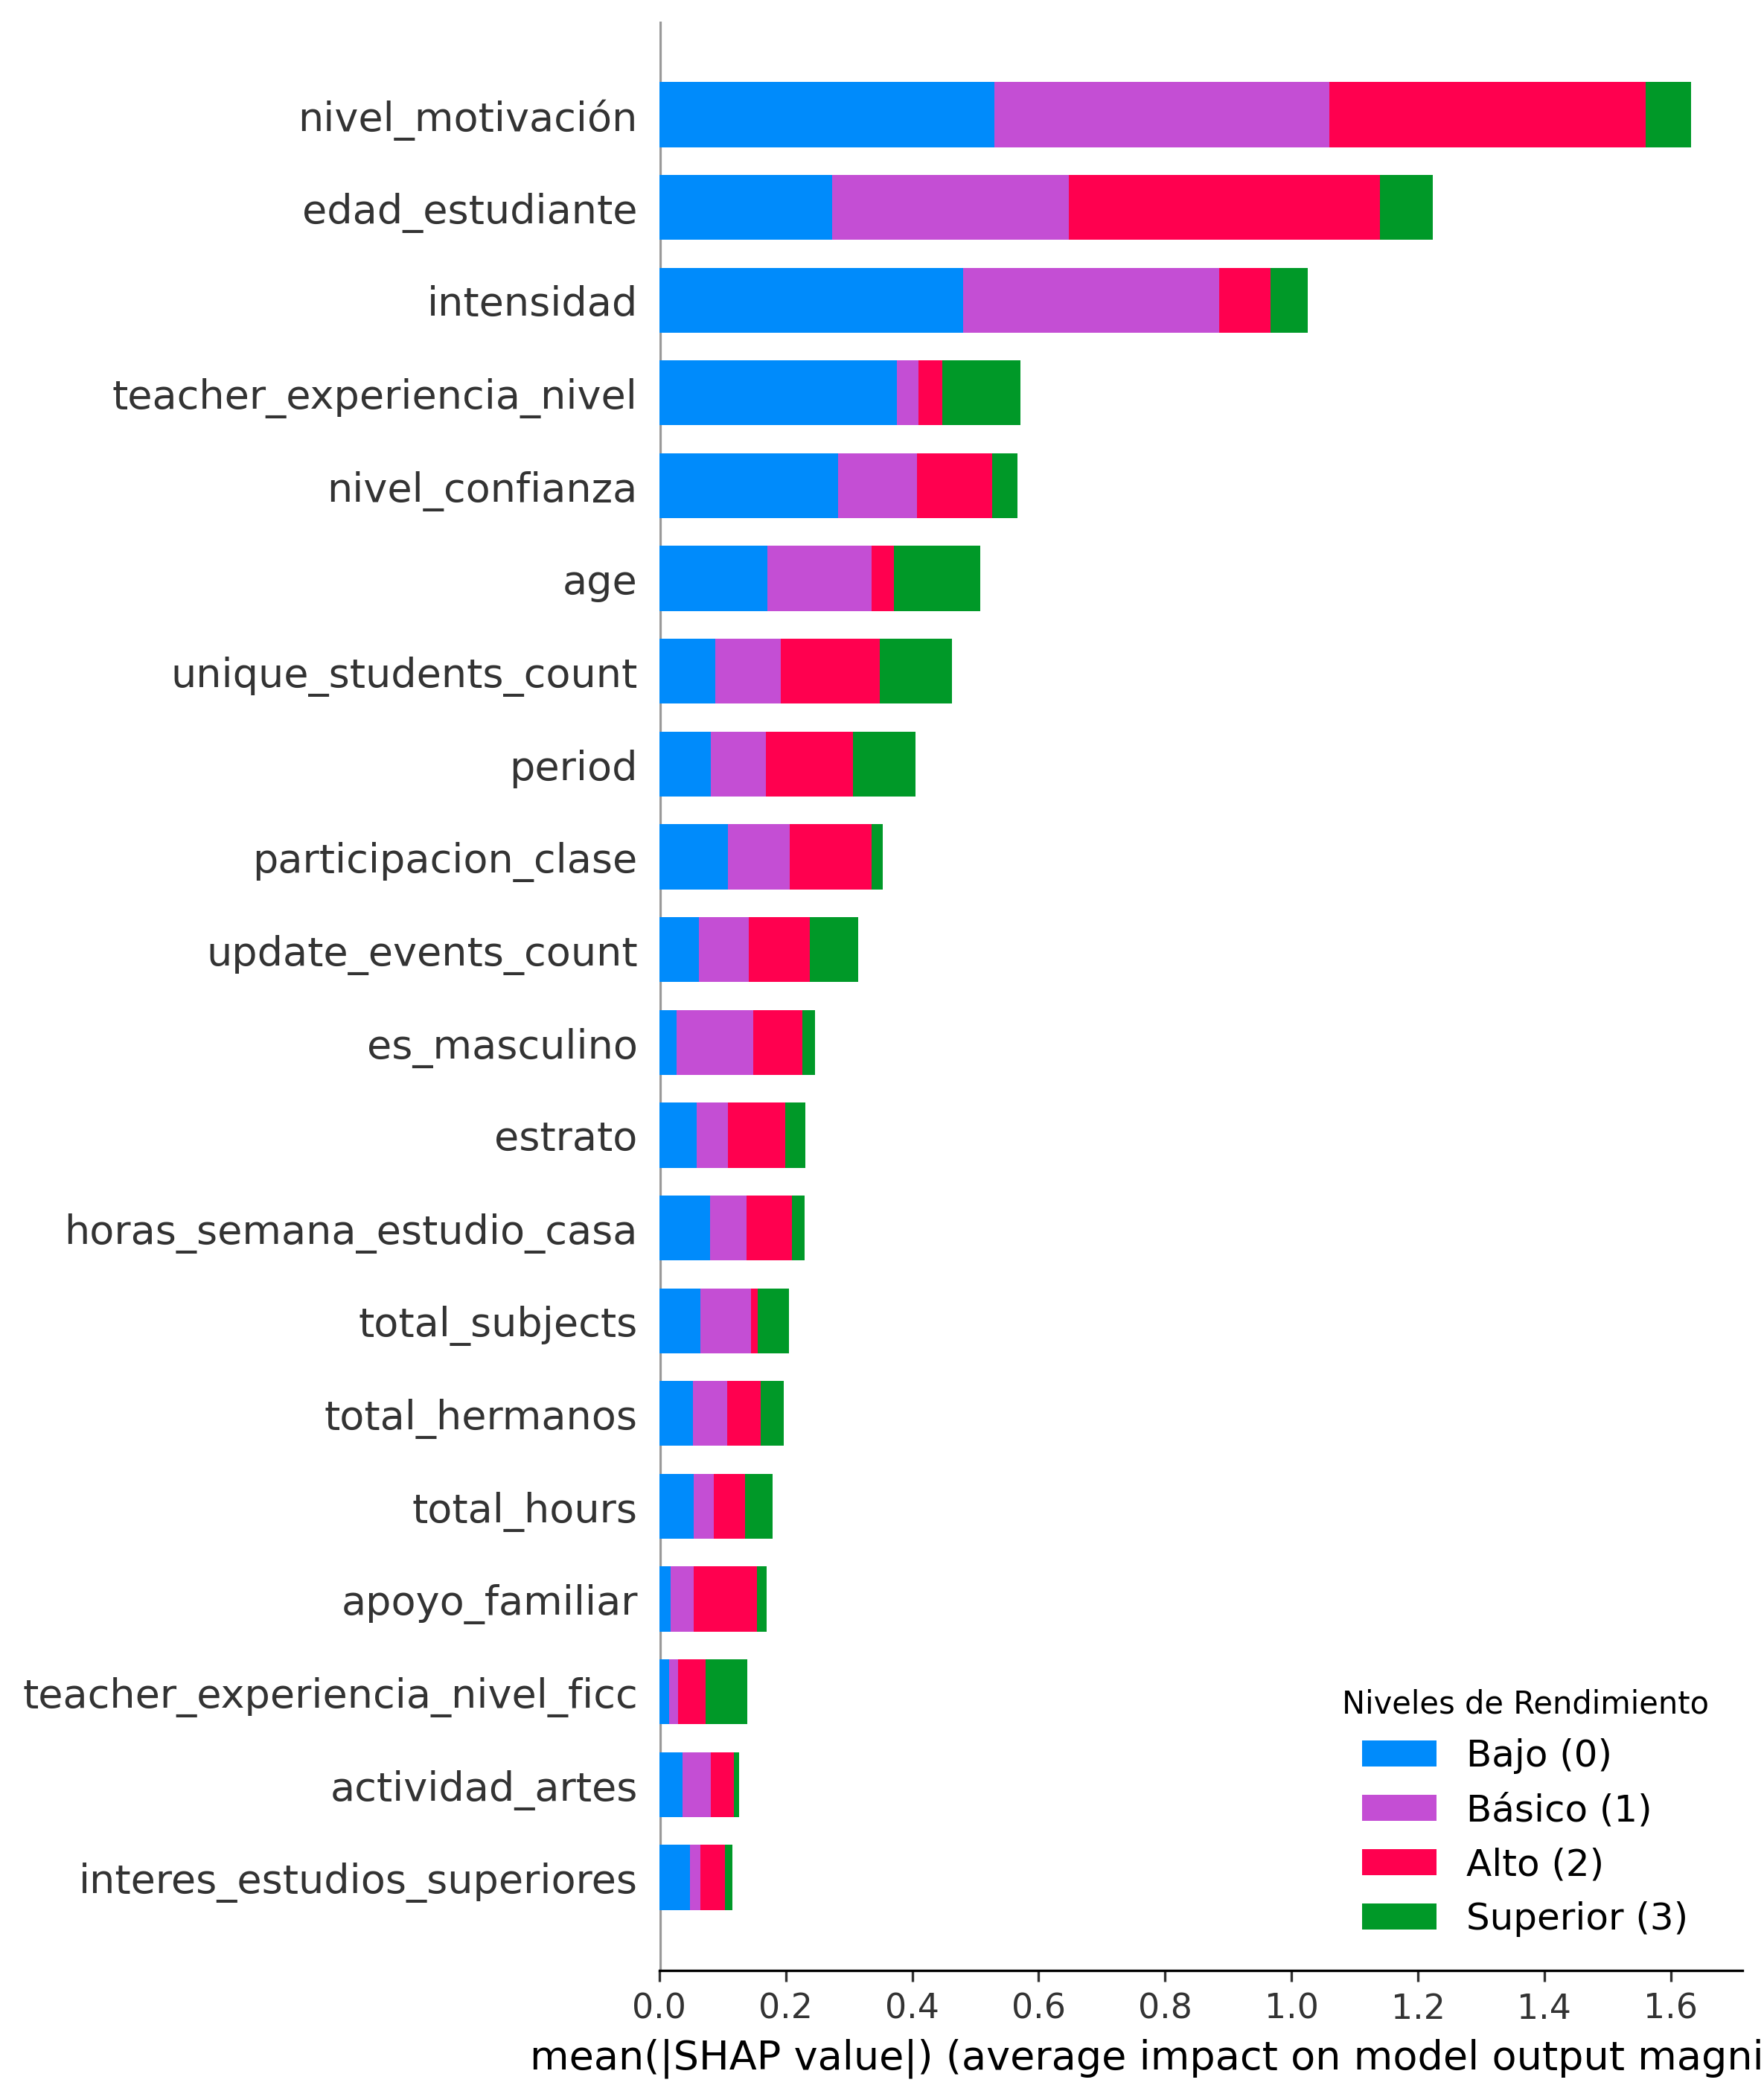 nivel_motivación
edad_estudiante
intensidad
teacher_experiencia_nivel
nivel_confianza
age
unique_students_count
period
participacion_clase
update_events_count
es_masculino
estrato
horas_semana_estudio_casa
total_subjects
total_hermanos
total_hours
apoyo_familiar
teacher_experiencia_nivel_ficc
actividad_artes
interes_estudios_superiores
Niveles de Rendimiento
Bajo (0)
Básico (1)
Alto (2)
Superior (3)
0.0 0.2 0.4 0.6 0.8 1.0 1.2 1.4 1.6
mean(|SHAP value|) (average impact on model output magni